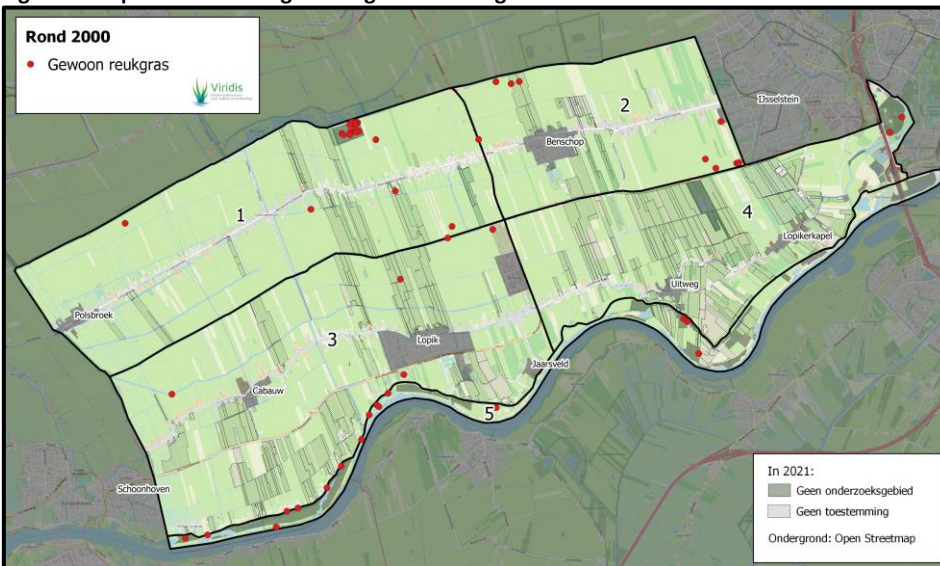 Rond 2000
Gewoon reukgras
Viridis
IJsselstein
2
Benschop
1
4
Lopikerkapel
Uitweg
Polsbroek
3
Lopik
Jaarsveld
Cabauw
5
Schoonhoven
In 2021:
Geen onderzoeksgebied
Geen toestemming
Ondergrond: Open Streetmap